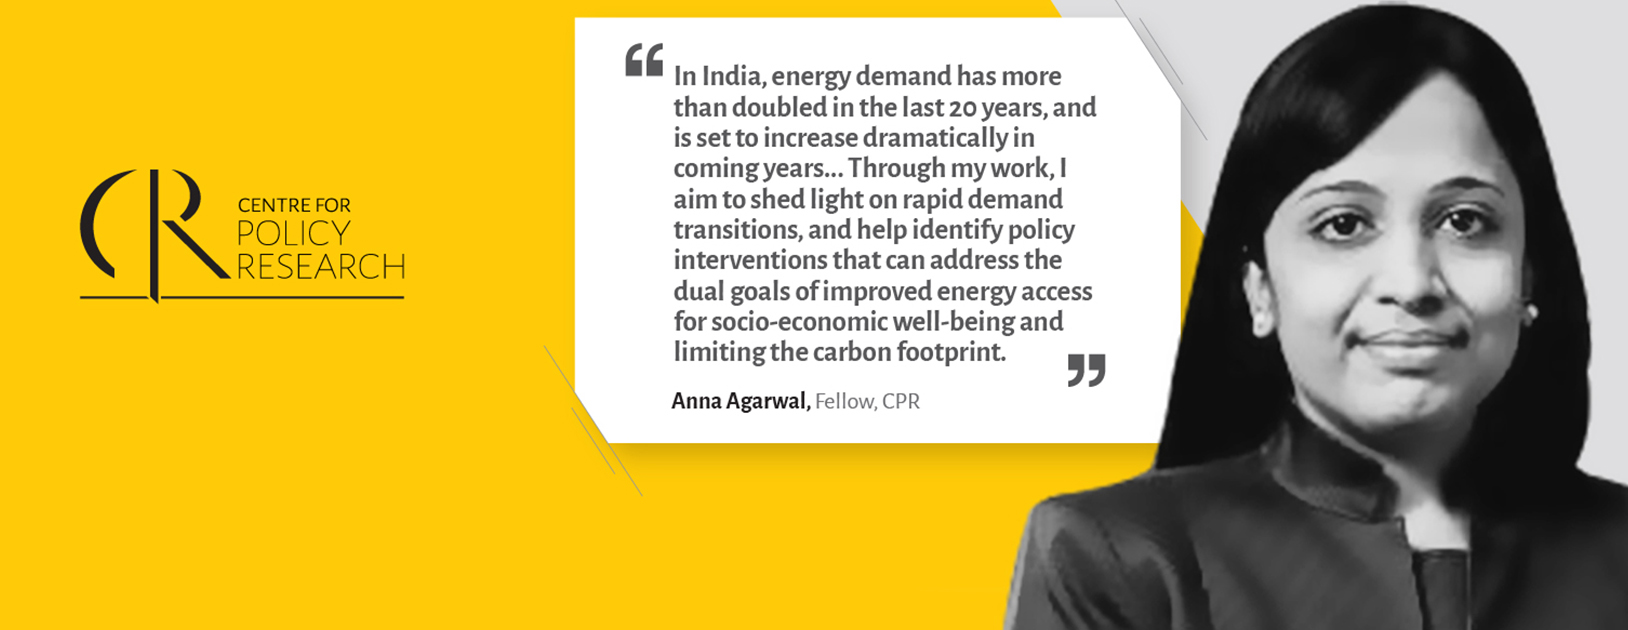 CENTRE FOR
POLICY
RESEARCH
“
In India, energy demand has more
than doubled in the last 20 years, and
is set to increase dramatically in
coming years... Through my work, I
aim to shed light on rapid demand
transitions, and help identify policy
interventions that can address the
dual goals of improved energy access
for socio-economic well-being and
limiting the carbon footprint.
”
Anna Agarwal, Fellow, CPR